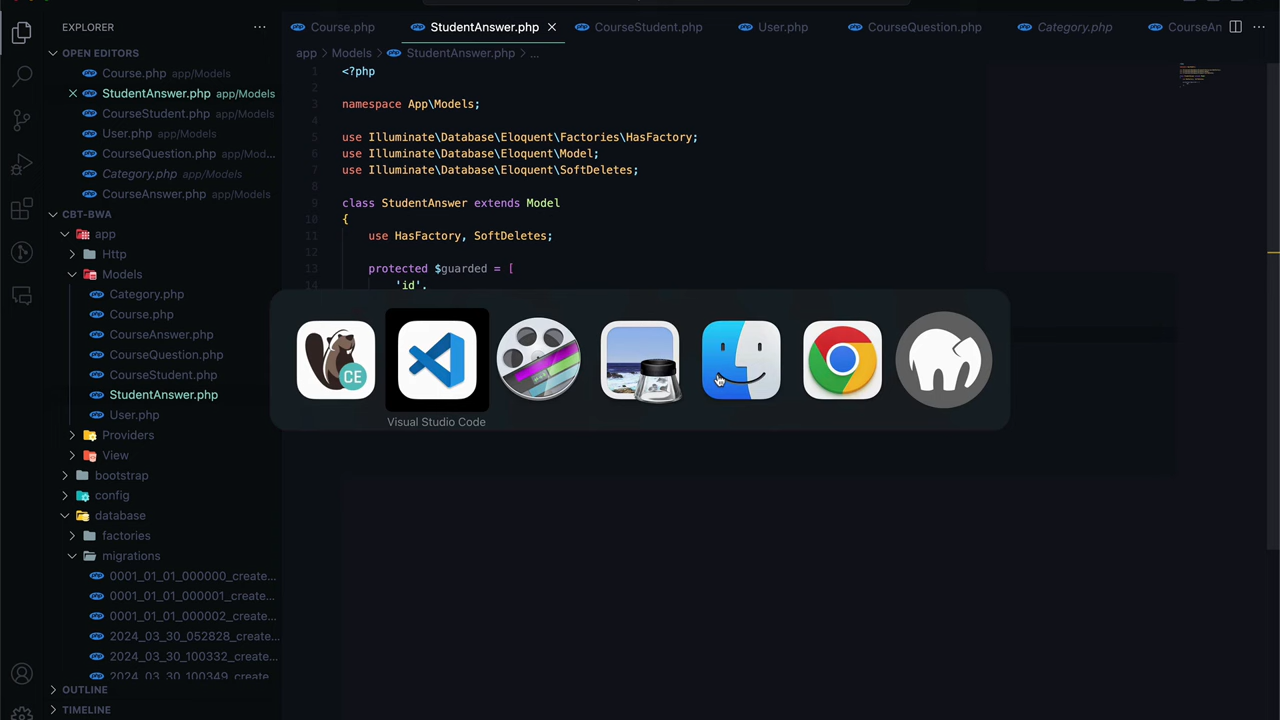 EXPLORER
OPEN EDITORS
Course.php app/Models
StudentAnswer.php app/Models
CourseStudent.php app/Models
User.php app/Models
CourseQuestion.php app/Mod...
Category.php app/Models
CourseAnswer.php app/Models
CBT-BWA
app
Http
Models
Category.php
Course.php
CourseAnswer.php
CourseQuestion.php
CourseStudent.php
StudentAnswer.php
User.php
Providers
View
bootstrap
config
database
factories
migrations
0001_01_01_000000_create...
0001_01_01_000001_create...
0001_01_01_000002_create...
2024_03_30_052828_create...
2024_03_30_100332_create...
2024_03_30_100349_create
OUTLINE
TIMELINE
Course.php StudentAnswer.php CourseStudent.php User.php CourseQuestion.php Category.php CourseAn
app Models StudentAnswer.php ...
1 <?php
2
3 namespace App\Models;
4
5 use Illuminate\Database\Eloquent\Factories\HasFactory;
6 use Illuminate\Database\Eloquent\Model;
7 use Illuminate\Database\Eloquent\SoftDeletes;
8
9 class StudentAnswer extends Model
10 {
11 use HasFactory, SoftDeletes;
12
13 protected $guarded = [
14 'id',
CE
Visual Studio Code